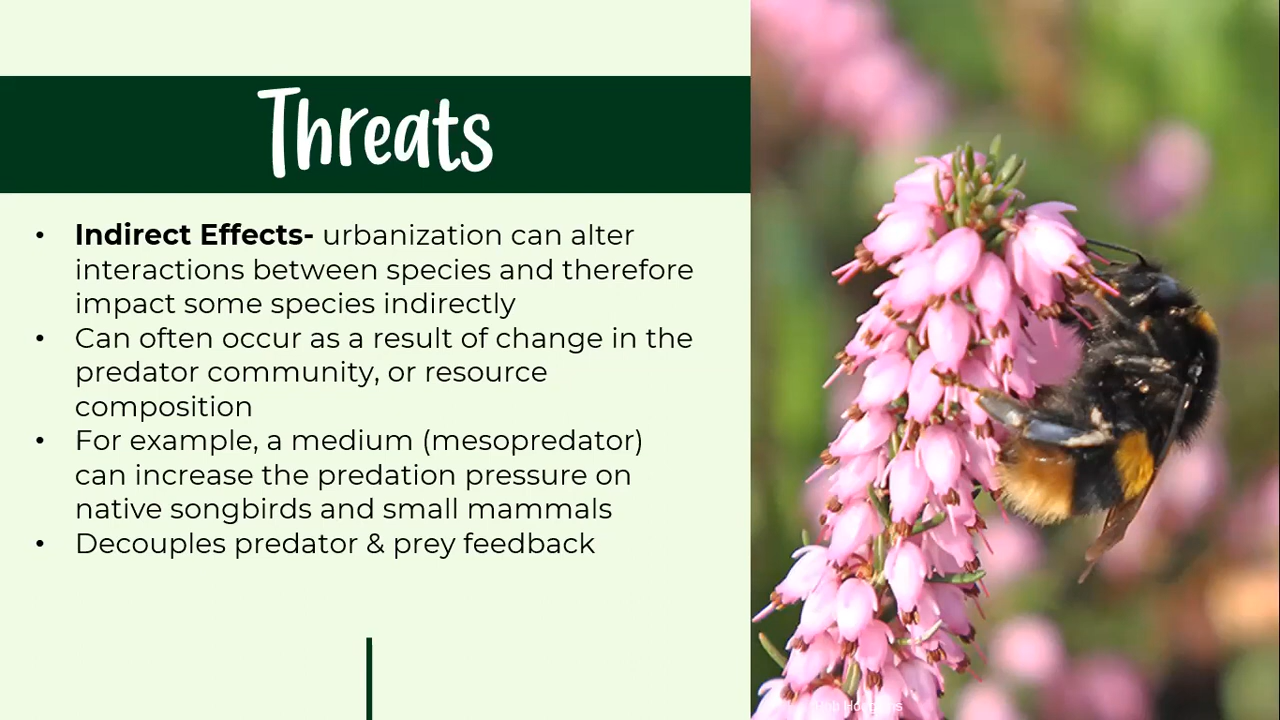 Threats
• Indirect Effects- urbanization can alter
interactions between species and therefore
impact some species indirectly
• Can often occur as a result of change in the
predator community, or resource
composition
• For example, a medium (mesopredator)
can increase the predation pressure on
native songbirds and small mammals
• Decouples predator & prey feedback